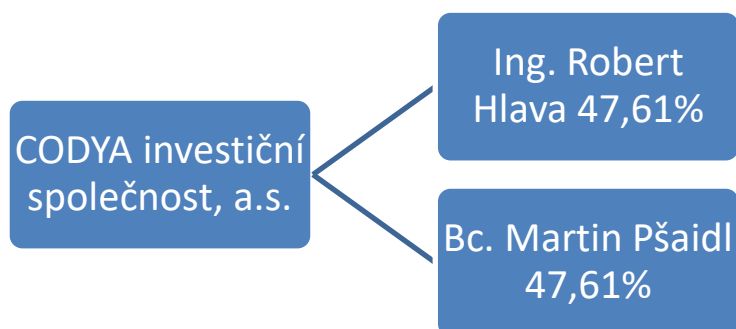 CODYA investiční
společnost, a.s.
Ing. Robert
Hlava 47,61%
Bc. Martin Pšaidl
47,61%